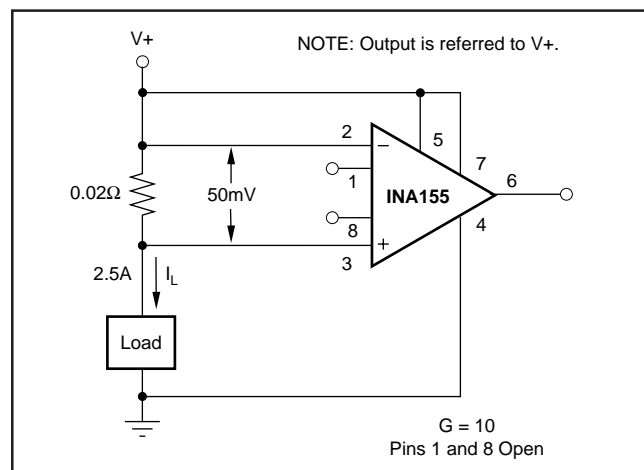 V+
NOTE: Output is referred to V+.
2
5
7
0.02Ω
50mV
1
INA155
6
8
4
3
2.5A
I_L
Load
G = 10
Pins 1 and 8 Open
−
+